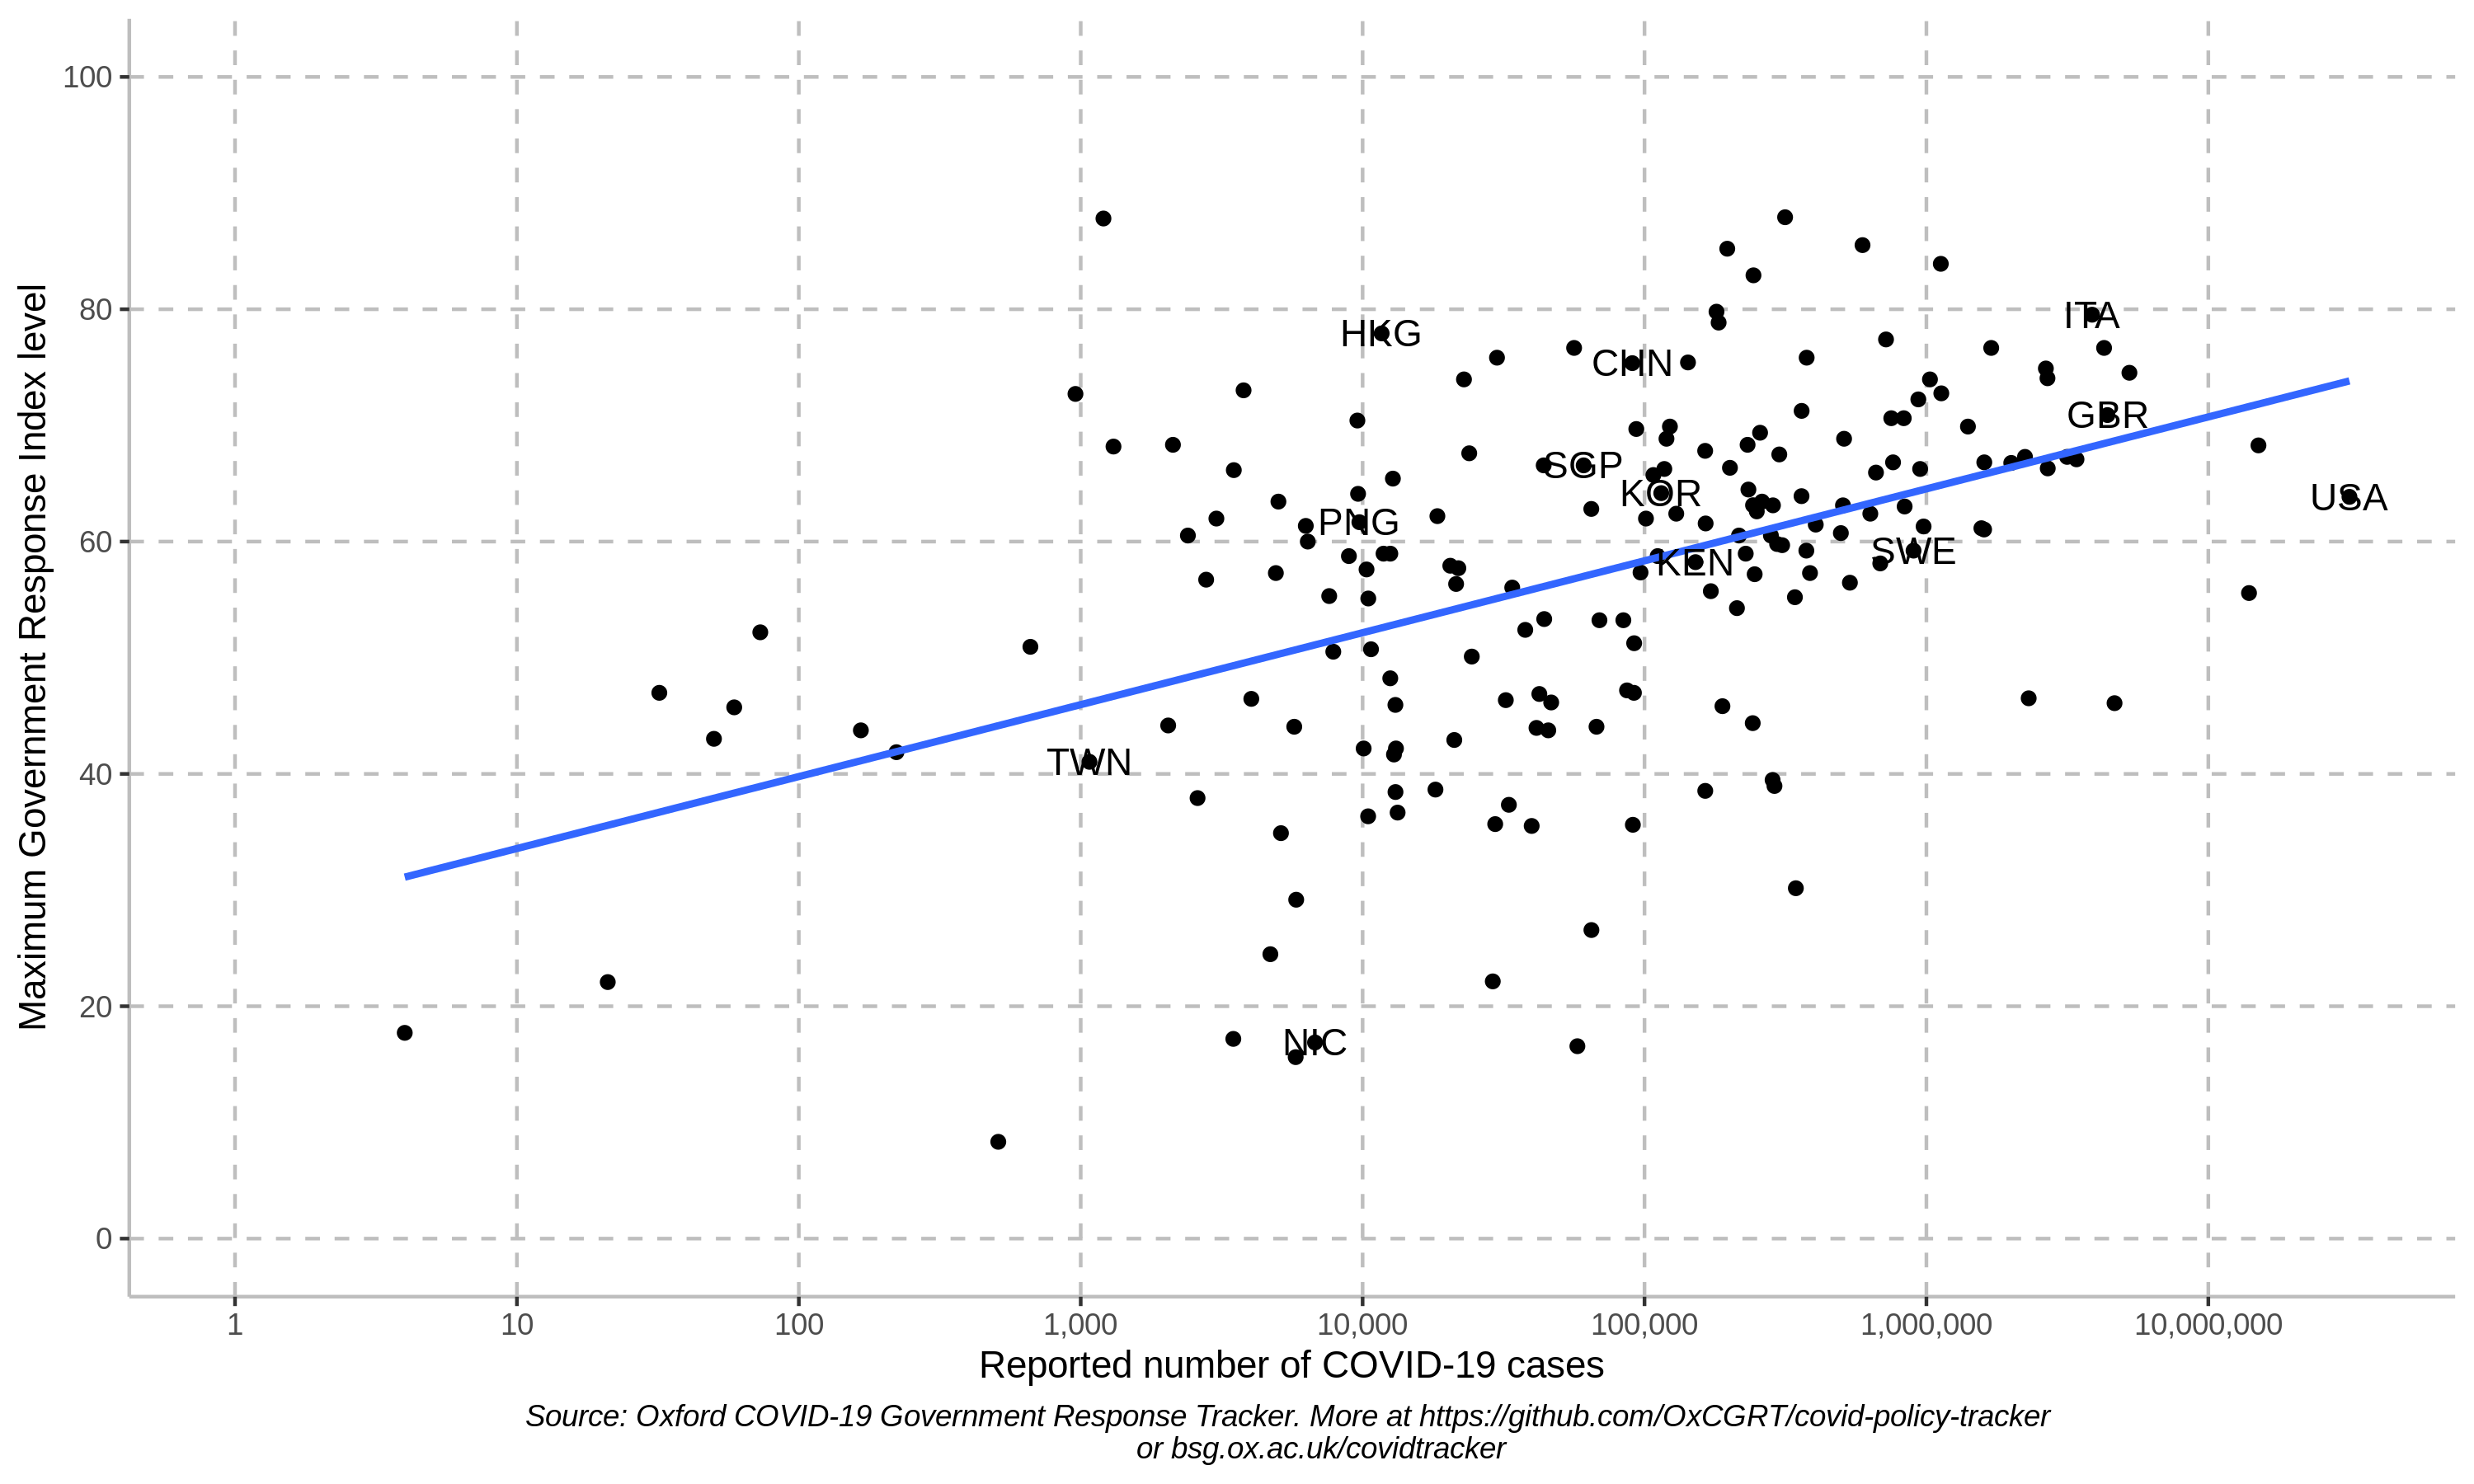 Maximum Government Response Index level
100
80
60
40
20
0
ITA
HKG
CHN
GBR
SGP
KOR
USA
PNG
SWE
KEN
TWN
NIC
1
10
100
1,000
10,000
100,000
1,000,000
10,000,000
Reported number of COVID-19 cases
Source: Oxford COVID-19 Government Response Tracker. More at https://github.com/OxCGRT/covid-policy-tracker
or bsg.ox.ac.uk/covidtracker